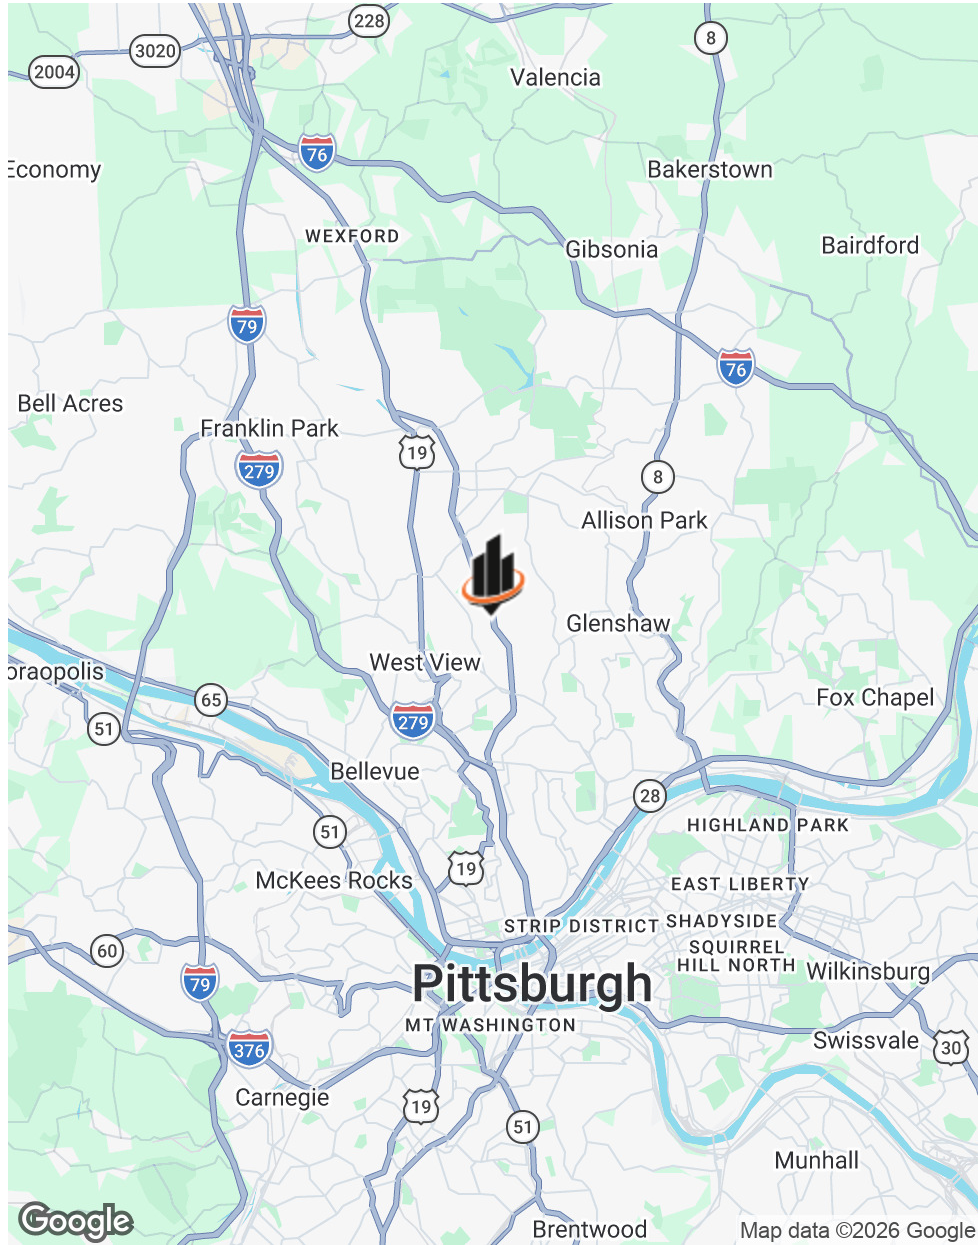 228
8
3020
2004
Valencia
76
Economy
Bakerstown
WEXFORD
Gibsonia
Bairdford
79
76
Bell Acres
Franklin Park
19
279
8
Allison Park
Glenshaw
West View
oraopolis
65
Fox Chapel
51
279
Bellevue
28
51
HIGHLAND PARK
19
McKees Rocks
EAST LIBERTY
STRIP DISTRICT
SHADYSIDE
60
SQUIRREL
HILL NORTH
Wilkinsburg
79
Pittsburgh
MT WASHINGTON
Swissvale
376
30
Carnegie
19
51
Munhall
Google
Brentwood
Map data ©2026 Google